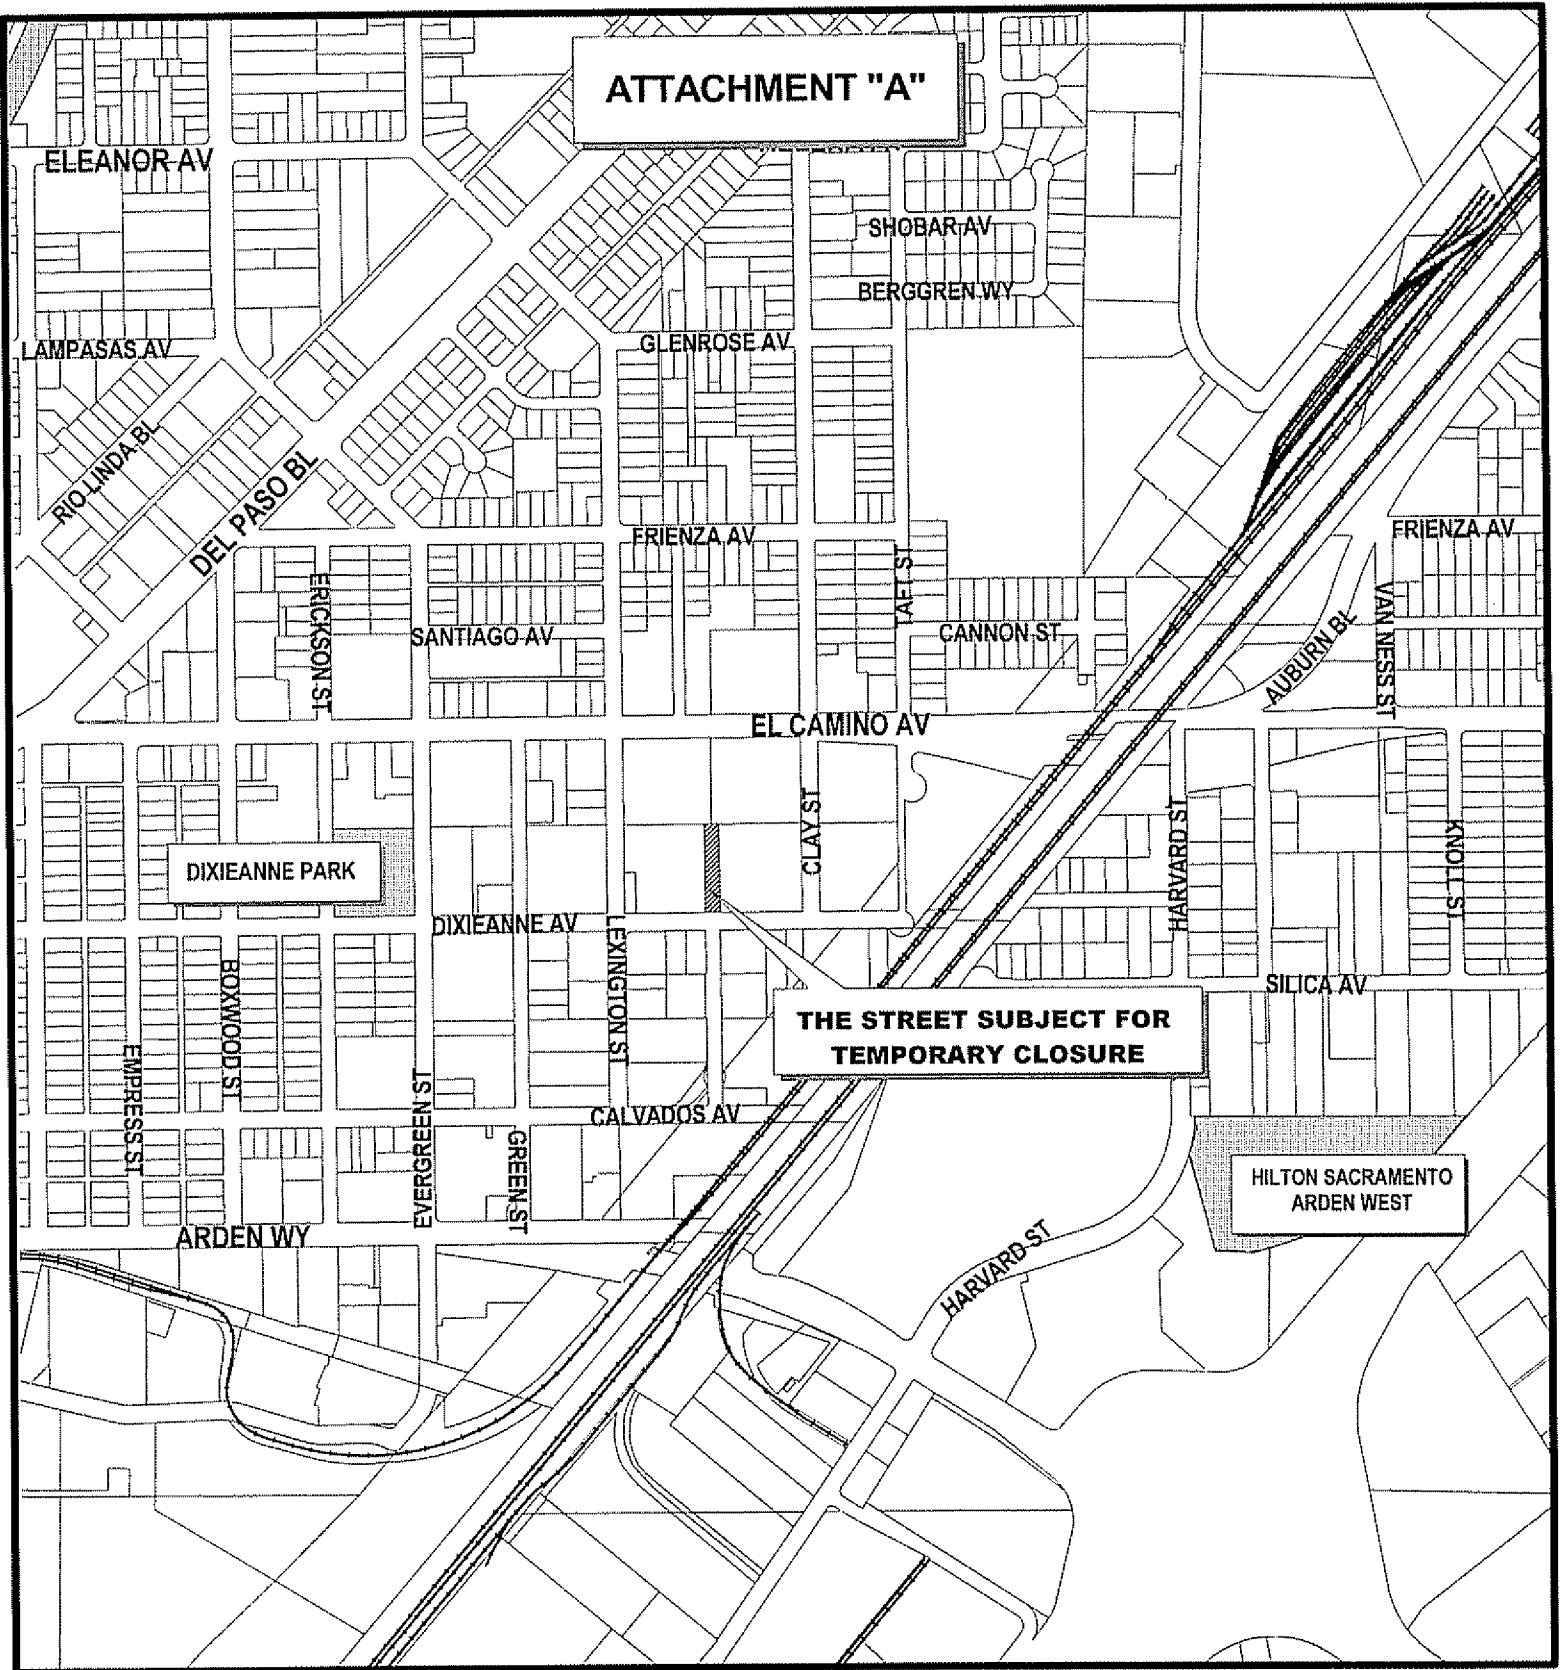 ATTACHMENT "A"
ELEANOR AV
SHOBAR AV
BERGGREN WY
LAMPASAS AV
GLENROSE AV
RIO LINDA BL
DEL PASO BL
FRIENZA AV
FRIENZA AV
ERICKSON ST
TAFT ST
SANTIAGO AV
CANNON ST
AUBURN BL
VAN NESS ST
EL CAMINO AV
CLAY ST
HARVARD ST
KNOLL ST
DIXIEANNE PARK
DIXIEANNE AV
LEXINGTON ST
BOXWOOD ST
SILICA AV
THE STREET SUBJECT FOR
TEMPORARY CLOSURE
EMPRESS ST
EVERGREEN ST
CALVADOS AV
GREEN ST
HILTON SACRAMENTO
ARDEN WEST
ARDEN WY
HARVARD ST